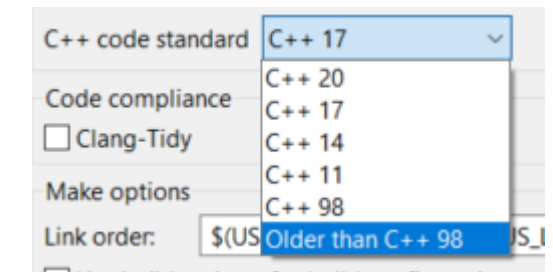 C++ code standard C++ 17
C++ 20
C++ 17
Code compliance
C++ 14
Clang-Tidy
C++ 11
Make options
C++ 98
Link order: $(US Older than C++ 98